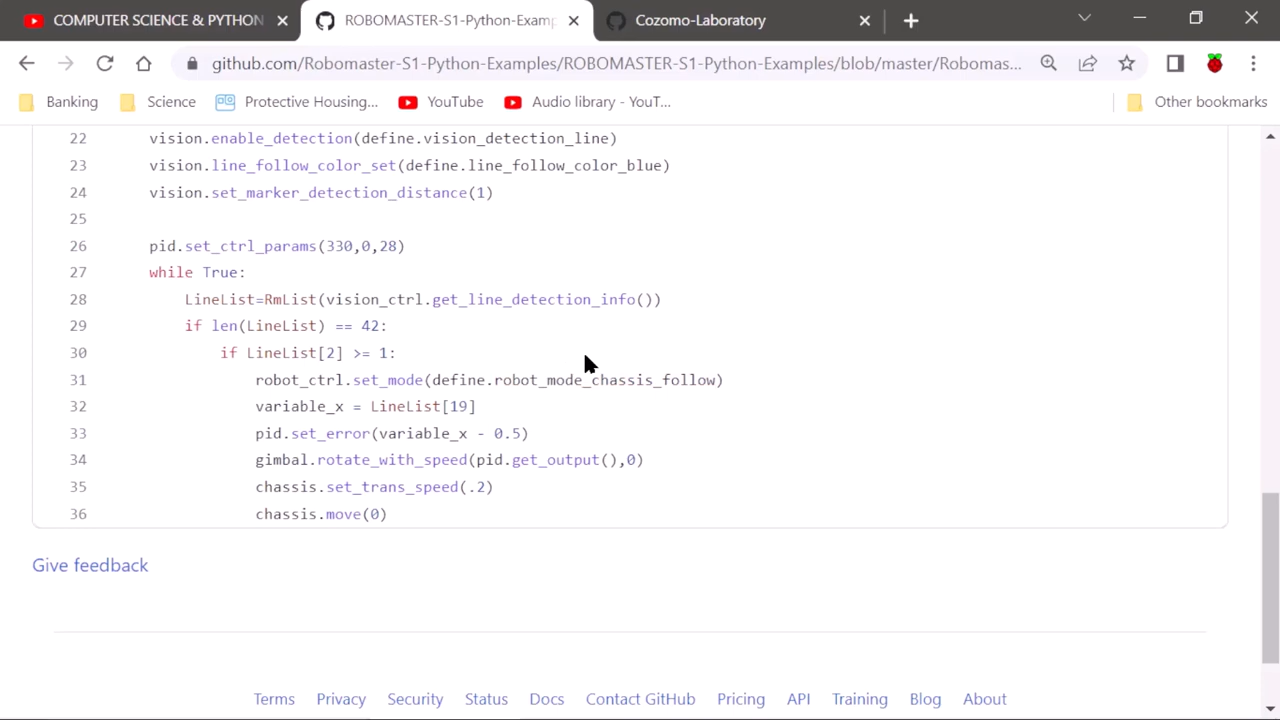 COMPUTER SCIENCE & PYTHON
ROBOMASTER-S1-Python-Examp
Cozomo-Laboratory
github.com/Robomaster-S1-Python-Examples/ROBOMASTER-S1-Python-Examples/blob/master/Robomas...
Banking Science Protective Housing... YouTube Audio library - YouT... Other bookmarks
22 vision.enable_detection(define.vision_detection_line)
23 vision.line_follow_color_set(define.line_follow_color_blue)
24 vision.set_marker_detection_distance(1)
25
26 pid.set_ctrl_params(330,0,28)
27 while True:
28 LineList=RmList(vision_ctrl.get_line_detection_info())
29 if len(LineList) == 42:
30 if LineList[2] >= 1:
31 robot_ctrl.set_mode(define.robot_mode_chassis_follow)
32 variable_x = LineList[19]
33 pid.set_error(variable_x - 0.5)
34 gimbal.rotate_with_speed(pid.get_output(),0)
35 chassis.set_trans_speed(.2)
36 chassis.move(0)
Give feedback
Terms Privacy Security Status Docs Contact GitHub Pricing API Training Blog About